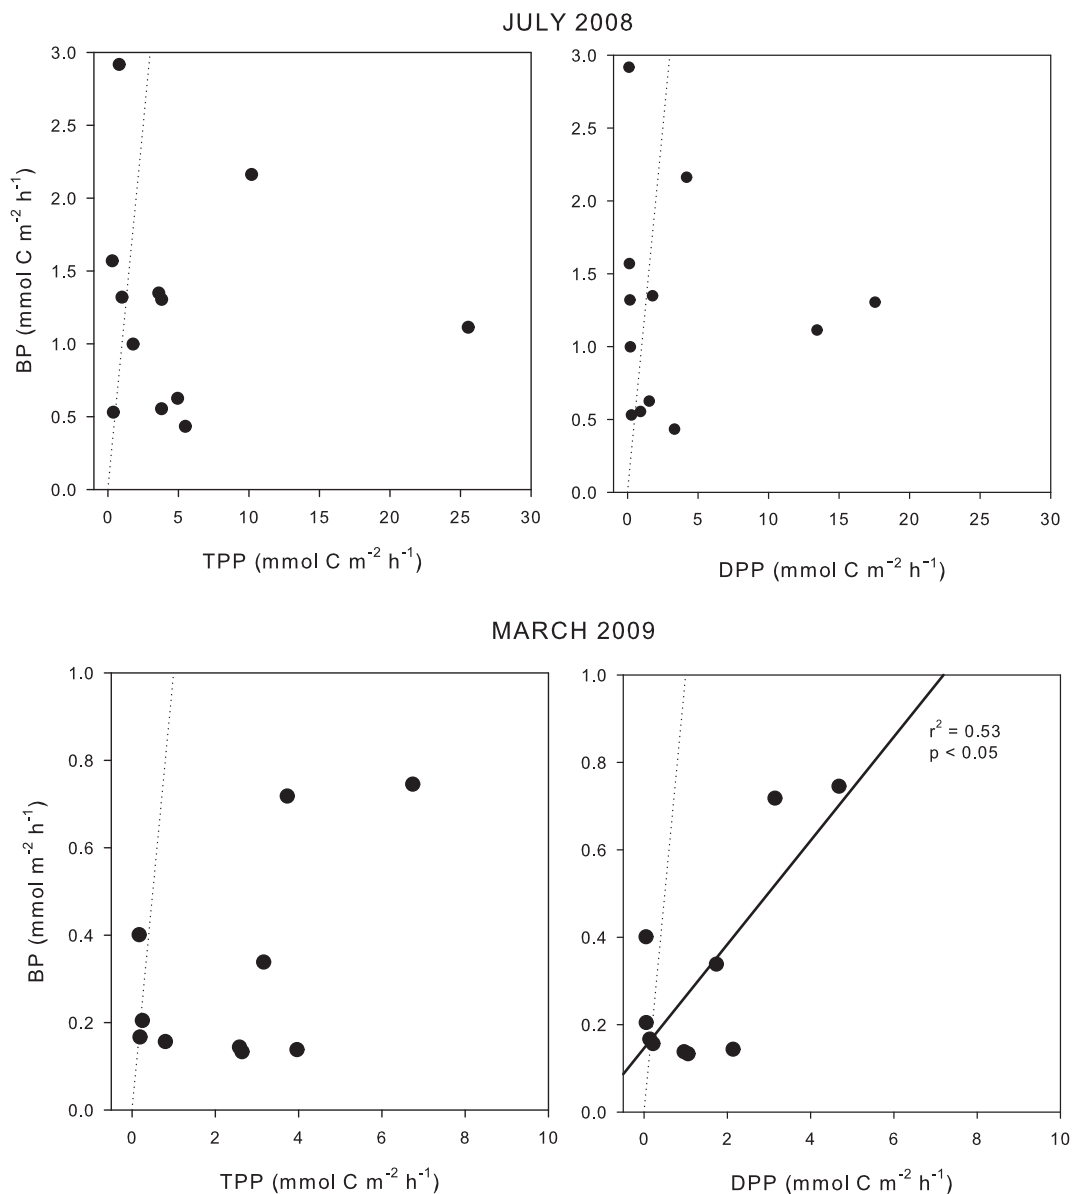 JULY 2008
3.0
2.5
2.0
1.5
1.0
0.5
0.0
BP (mmol C m⁻² h⁻¹)
0 5 10 15 20 25 30
TPP (mmol C m⁻² h⁻¹)
3.0
2.5
2.0
1.5
1.0
0.5
0.0
0 5 10 15 20 25 30
DPP (mmol C m⁻² h⁻¹)
MARCH 2009
1.0
0.8
0.6
0.4
0.2
0.0
BP (mmol m⁻² h⁻¹)
0 2 4 6 8 10
TPP (mmol C m⁻² h⁻¹)
1.0
0.8
0.6
0.4
0.2
0.0
r² = 0.53
p < 0.05
0 2 4 6 8 10
DPP (mmol C m⁻² h⁻¹)